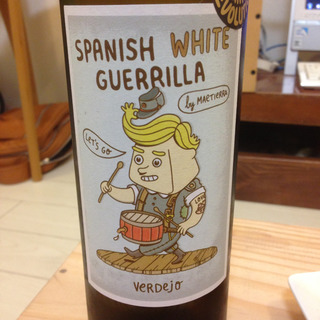 SPANISH WHITE
GUERRILLA
by MARTIERRA
LET'S GO
VERDEJO